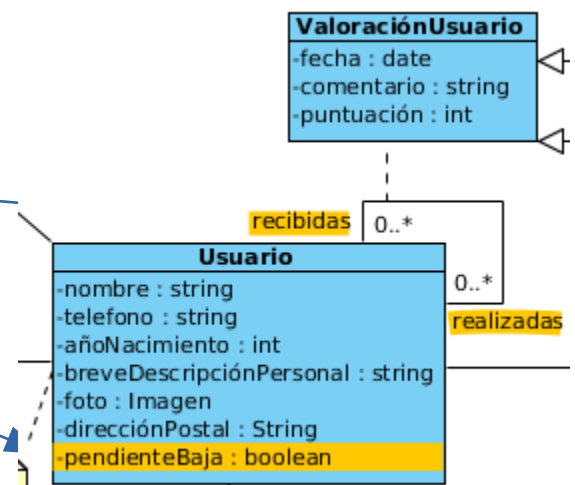 ValoraciónUsuario
-fecha : date
-comentario : string
-puntuación : int
recibidas
0..*
0..*
realizadas
Usuario
-nombre : string
-telefono : string
-añoNacimiento : int
-breveDescripciónPersonal : string
-foto : Imagen
-direcciónPostal : String
-pendienteBaja : boolean